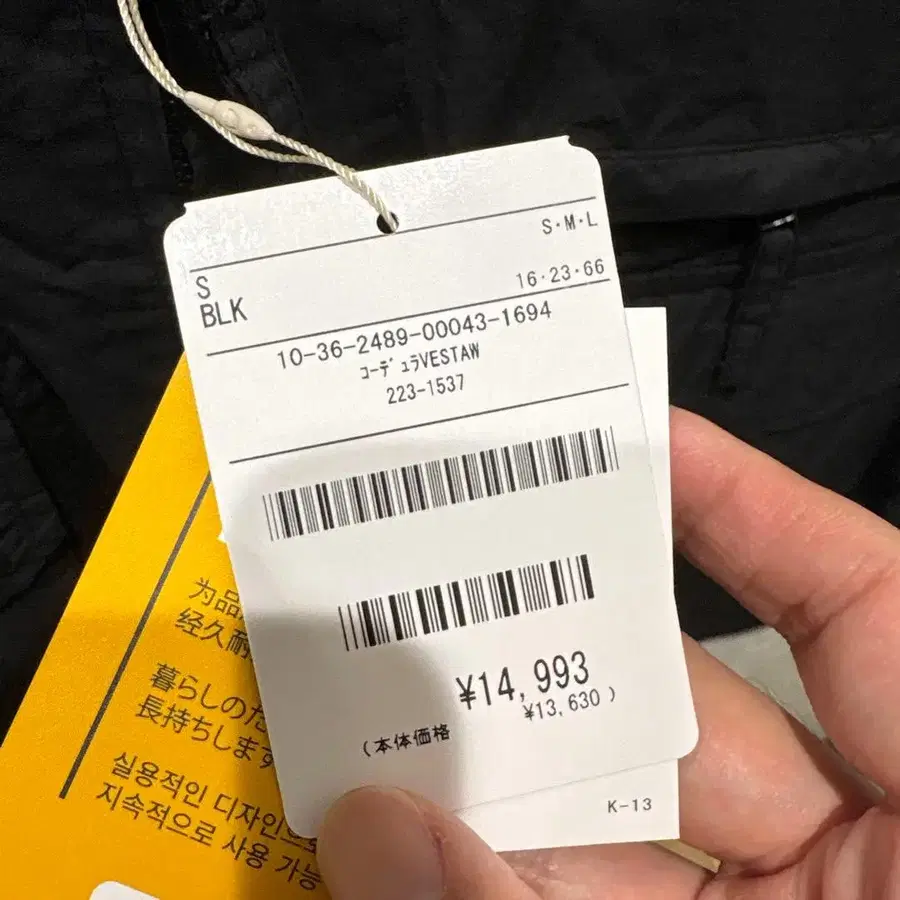 S·M·L
S
BLK
16·23·66
10-36-2489-00043-1694
ｺｰﾃﾞｭﾗVESTAW
223-1537
¥14,993
(本体価格 ¥13,630)
K-13
为品
经久耐
暮らしのた
長持ちします
실용적인 디자인으로
지속적으로 사용 가능